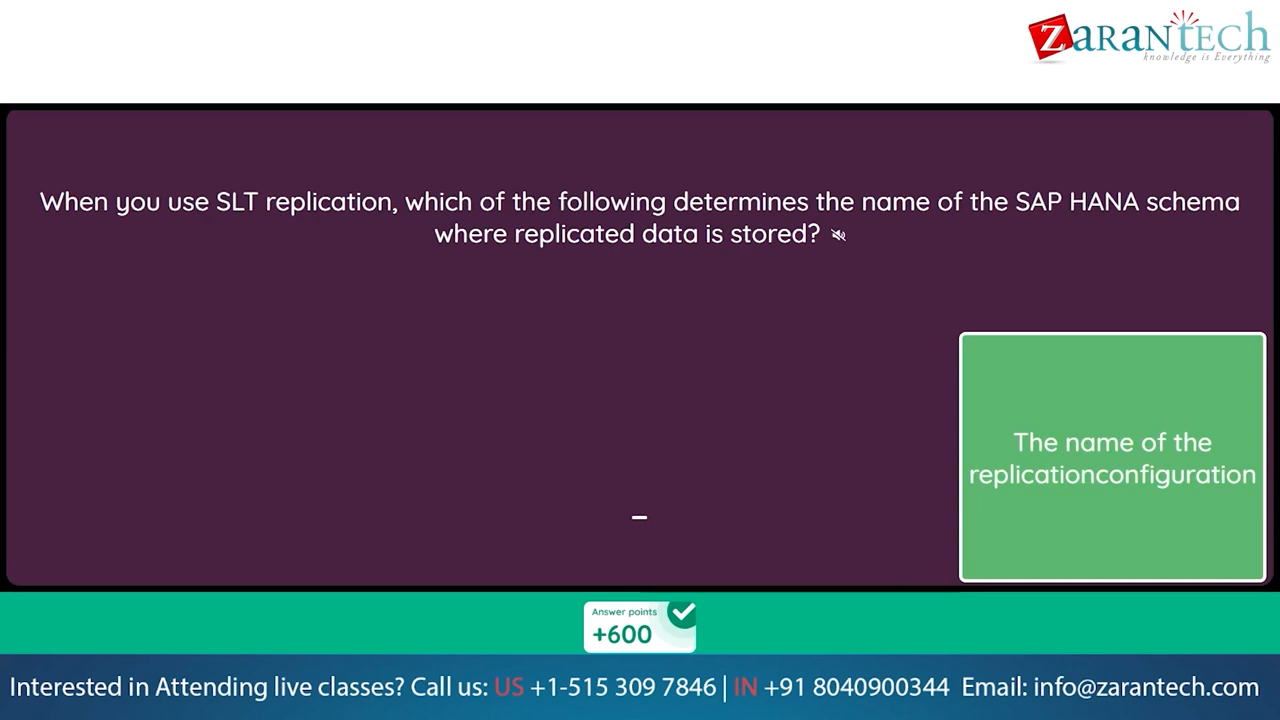 ZARANTECH
knowledge is Everything
When you use SLT replication, which of the following determines the name of the SAP HANA schema
where replicated data is stored?
The name of the
replicationconfiguration
Answer points
+600
Interested in Attending live classes? Call us: US +1-515 309 7846 | IN +91 8040900344 Email: info@zarantech.com